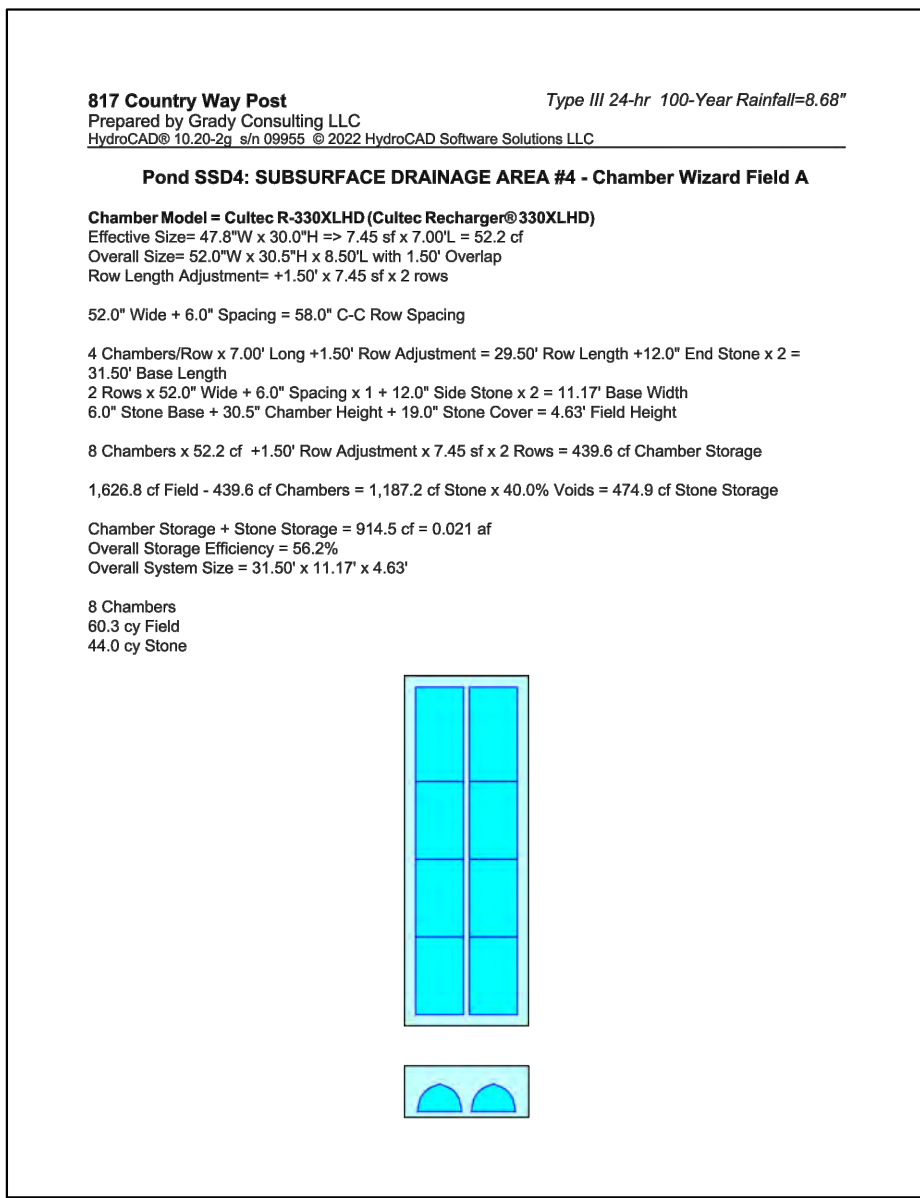 817 Country Way Post
Type III 24-hr 100-Year Rainfall=8.68"
Prepared by Grady Consulting LLC
HydroCAD® 10.20-2g s/n 09955 © 2022 HydroCAD Software Solutions LLC
Pond SSD4: SUBSURFACE DRAINAGE AREA #4 - Chamber Wizard Field A
Chamber Model = Cultec R-330XLHD (Cultec Recharger® 330XLHD)
Effective Size= 47.8"W x 30.0"H => 7.45 sf x 7.00'L = 52.2 cf
Overall Size= 52.0"W x 30.5"H x 8.50'L with 1.50' Overlap
Row Length Adjustment= +1.50' x 7.45 sf x 2 rows
52.0" Wide + 6.0" Spacing = 58.0" C-C Row Spacing
4 Chambers/Row x 7.00' Long +1.50' Row Adjustment = 29.50' Row Length +12.0" End Stone x 2 =
31.50' Base Length
2 Rows x 52.0" Wide + 6.0" Spacing x 1 + 12.0" Side Stone x 2 = 11.17' Base Width
6.0" Stone Base + 30.5" Chamber Height + 19.0" Stone Cover = 4.63' Field Height
8 Chambers x 52.2 cf +1.50' Row Adjustment x 7.45 sf x 2 Rows = 439.6 cf Chamber Storage
1,626.8 cf Field - 439.6 cf Chambers = 1,187.2 cf Stone x 40.0% Voids = 474.9 cf Stone Storage
Chamber Storage + Stone Storage = 914.5 cf = 0.021 af
Overall Storage Efficiency = 56.2%
Overall System Size = 31.50' x 11.17' x 4.63'
8 Chambers
60.3 cy Field
44.0 cy Stone